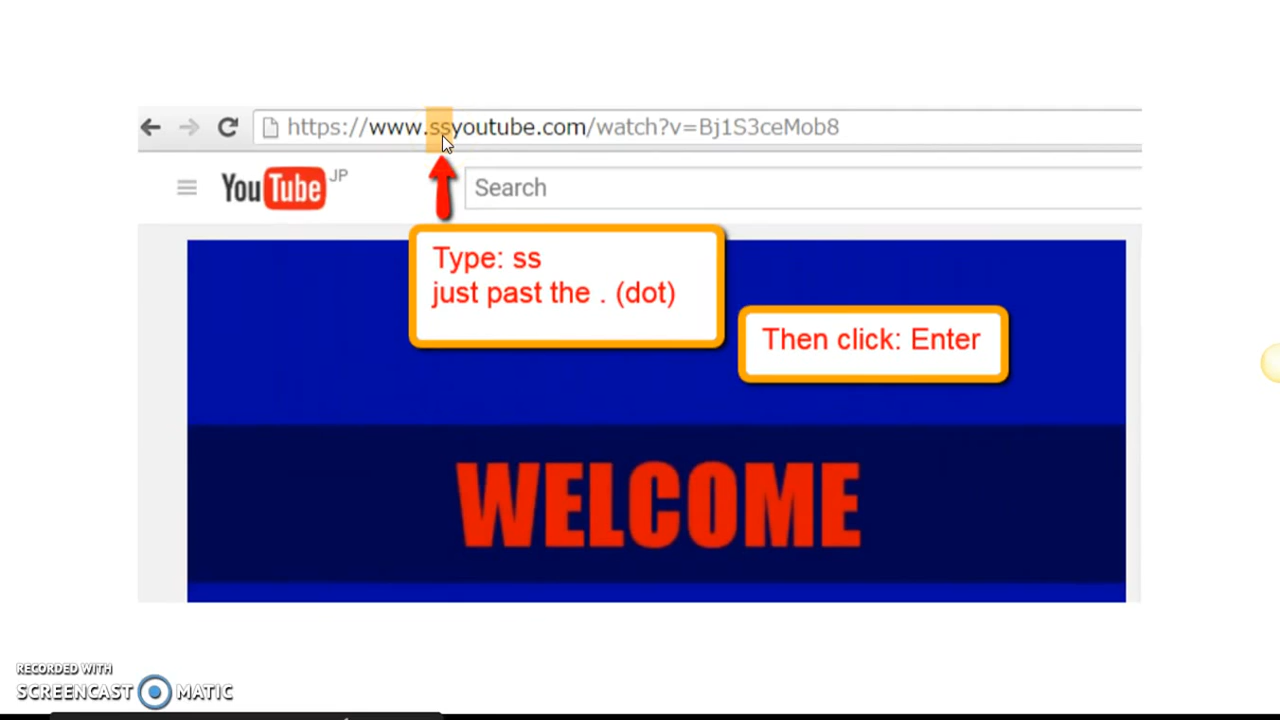 https://www.ssyoutube.com/watch?v=Bj1S3ceMob8
YouTube JP
Search
Type: ss
just past the . (dot)
Then click: Enter
WELCOME
RECORDED WITH
SCREENCAST MATIC